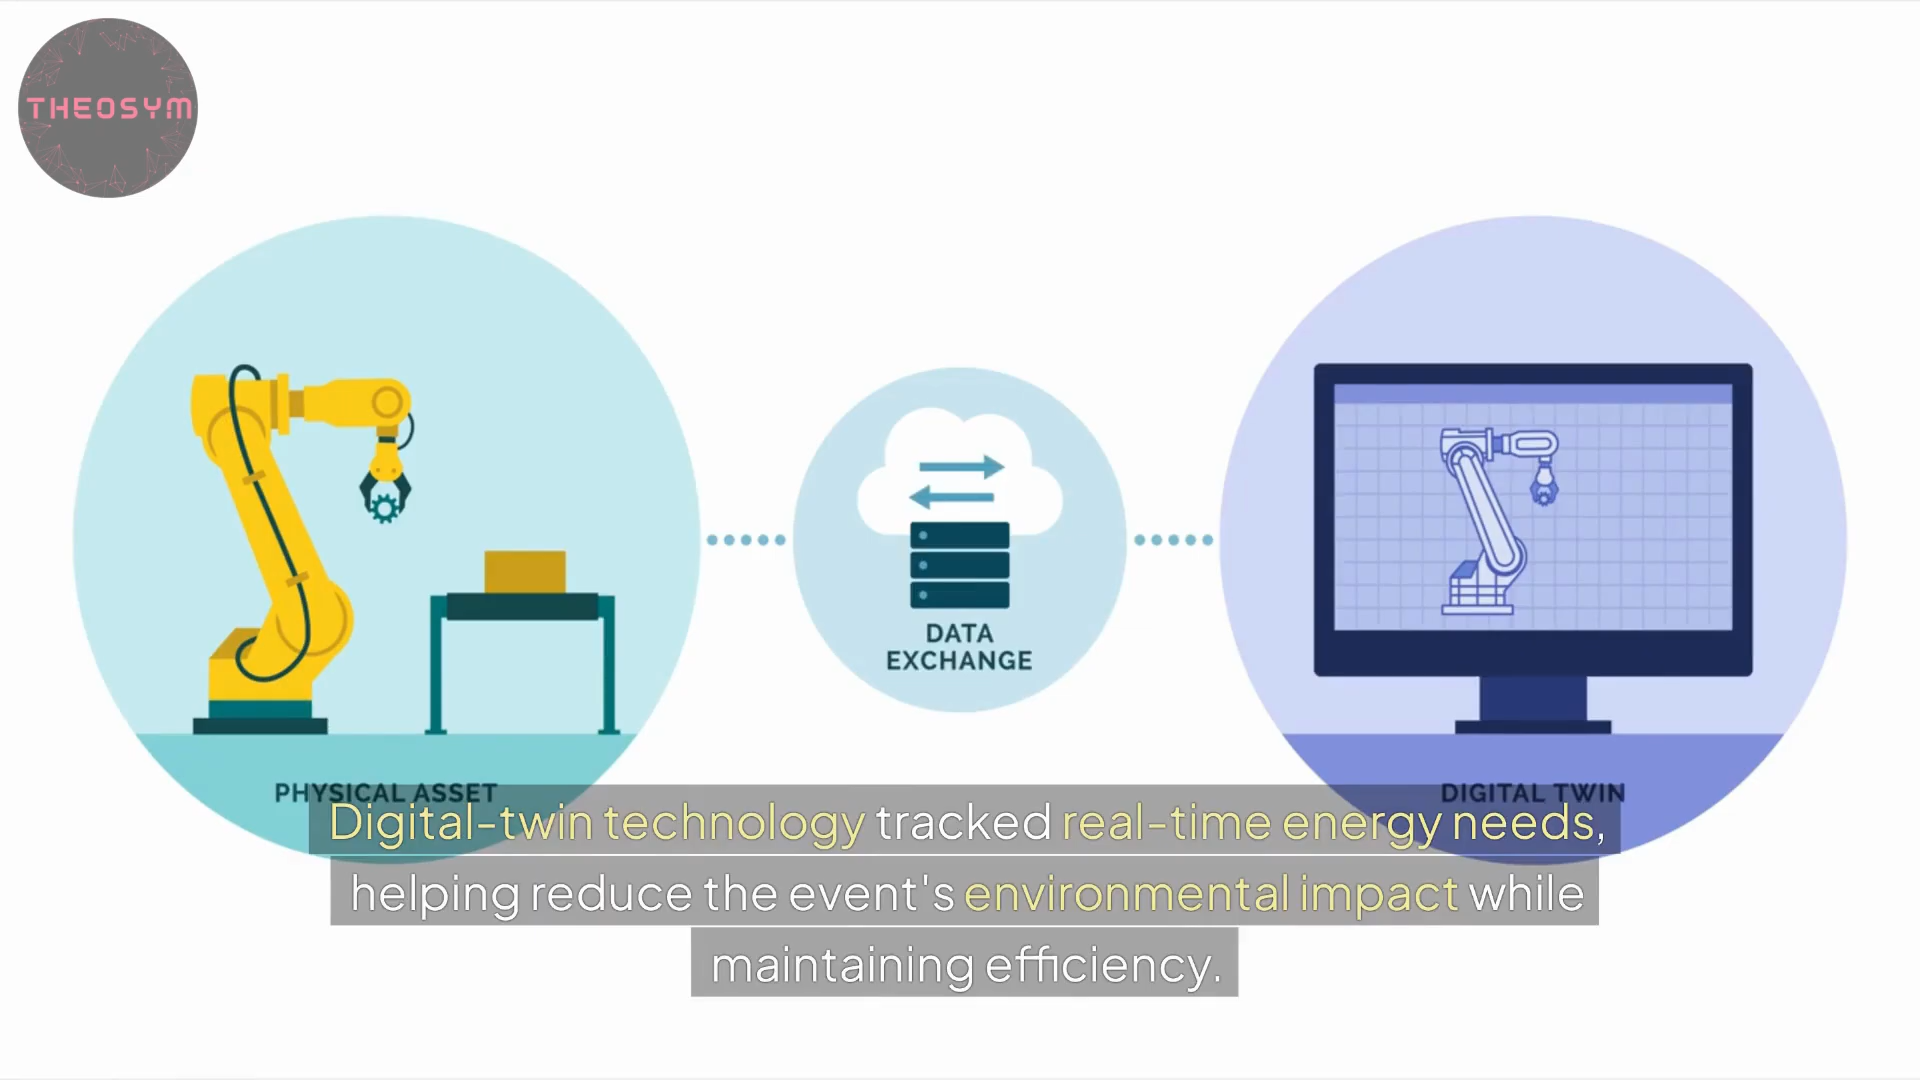 THEOSYM
DATA
EXCHANGE
PHYSICAL ASSET
DIGITAL TWIN
Digital-twin technology tracked real-time energy needs,
helping reduce the event's environmental impact while
maintaining efficiency.